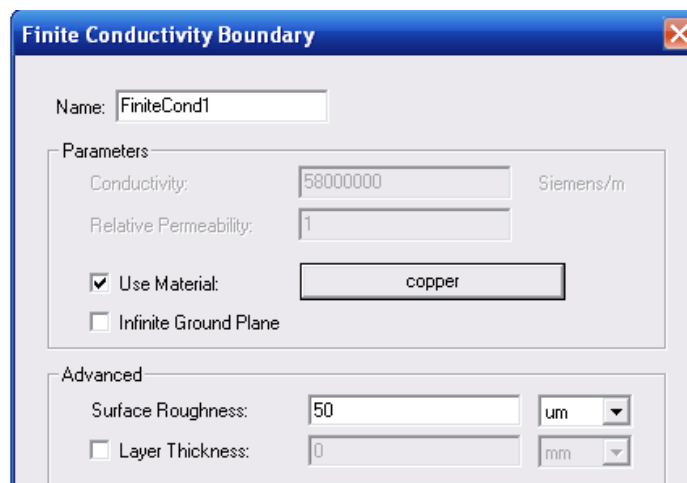 Finite Conductivity Boundary
Name: FiniteCond1
Parameters
Conductivity: 58000000 Siemens/m
Relative Permeability: 1
Use Material: copper
Infinite Ground Plane
Advanced
Surface Roughness: 50 um
Layer Thickness: 0 mm